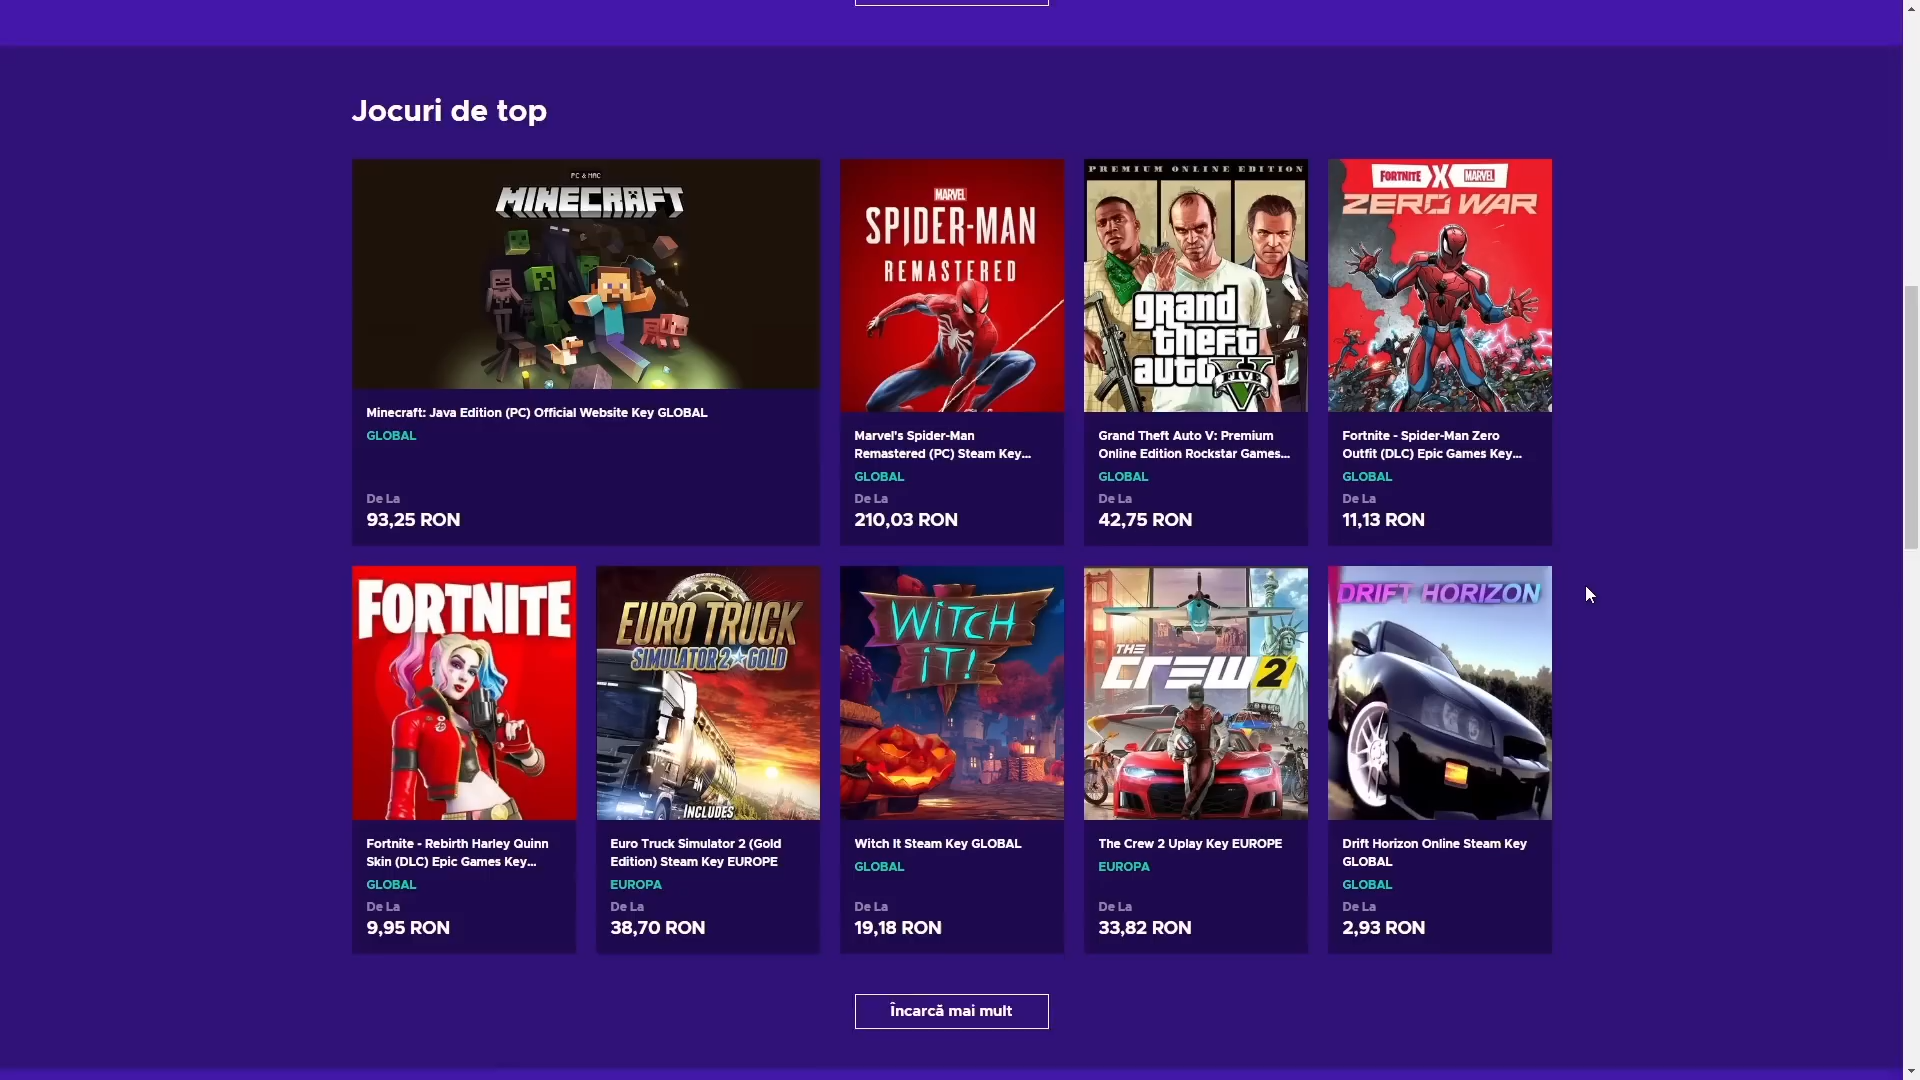 Jocuri de top
PC & MAC
MINECRAFT
Minecraft: Java Edition (PC) Official Website Key GLOBAL
GLOBAL
De La
93,25 RON
MARVEL
SPIDER-MAN
REMASTERED
Marvel's Spider-Man
Remastered (PC) Steam Key...
GLOBAL
De La
210,03 RON
PREMIUM ONLINE EDITION
grand
theft
auto V
FIVE
Grand Theft Auto V: Premium
Online Edition Rockstar Games...
GLOBAL
De La
42,75 RON
FORTNITE X MARVEL
ZERO WAR
Fortnite - Spider-Man Zero
Outfit (DLC) Epic Games Key...
GLOBAL
De La
11,13 RON
FORTNITE
Fortnite - Rebirth Harley Quinn
Skin (DLC) Epic Games Key...
GLOBAL
De La
9,95 RON
EURO TRUCK
SIMULATOR 2 GOLD
INCLUDES
Euro Truck Simulator 2 (Gold
Edition) Steam Key EUROPE
EUROPA
De La
38,70 RON
WITCH
IT!
Witch It Steam Key GLOBAL
GLOBAL
De La
19,18 RON
THE
CREW 2
The Crew 2 Uplay Key EUROPE
EUROPA
De La
33,82 RON
DRIFT HORIZON
Drift Horizon Online Steam Key
GLOBAL
GLOBAL
De La
2,93 RON
Încarcă mai mult